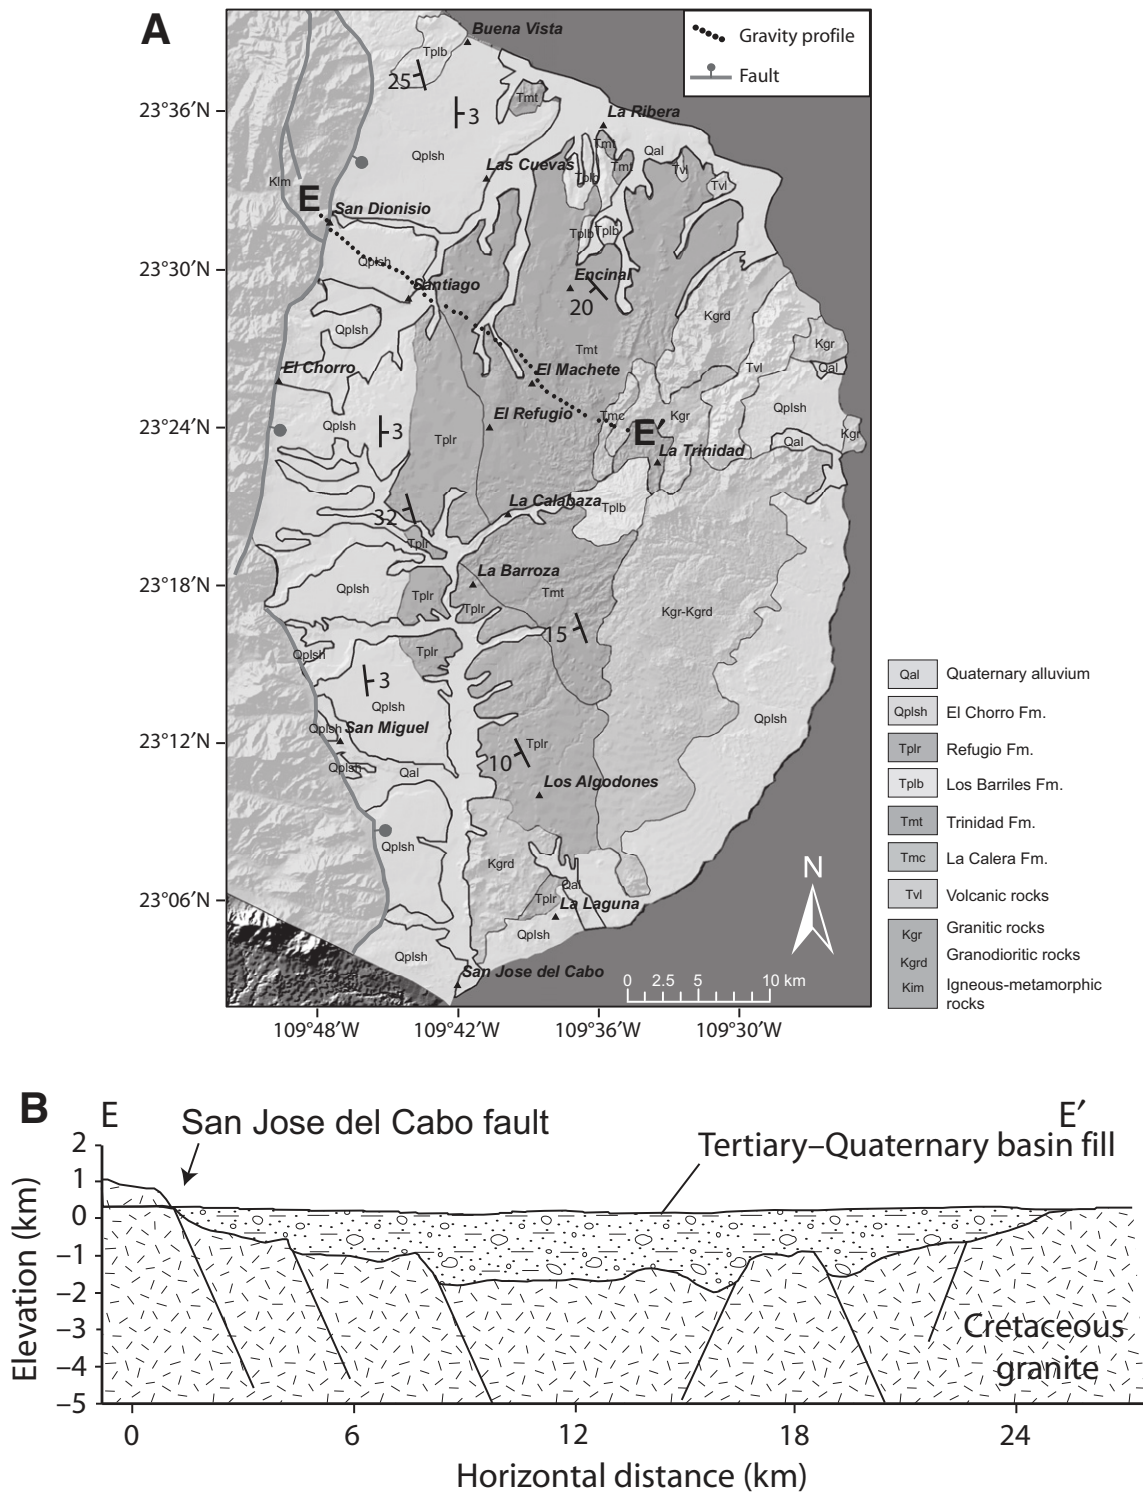 A
Buena Vista
Gravity profile
Fault
Tplb
25
3
Tmt
23°36′N
La Ribera
Qplsh
Las Cuevas
Tmt
Qal
Tmt
Tvl
Tvl
Tplb
Klm
E
San Dionisio
Tplb
Tplb
23°30′N
Qplsh
Santiago
Encinal
20
Kgrd
Qplsh
Tmt
Kgr
El Chorro
El Machete
Tvl
Qal
Qplsh
El Refugio
Tmc
Kgr
Qplsh
23°24′N
3
Tplr
E′
Qal
Kgr
La Trinidad
La Calabaza
Tplb
32
Tplr
23°18′N
La Barroza
Qplsh
Tplr
Tplr
Tmt
Kgr-Kgrd
15
Qplsh
Tplr
3
Qplsh
Qplsh
Qplsh
San Miguel
23°12′N
Tplr
10
Qplsh
Qal
Los Algodones
Qplsh
Kgrd
Qal
23°06′N
Tplr
La Laguna
Qplsh
Qplsh
San Jose del Cabo
N
0 2.5 5 10 km
109°48′W 109°42′W 109°36′W 109°30′W
Qal Quaternary alluvium
Qplsh El Chorro Fm.
Tplr Refugio Fm.
Tplb Los Barriles Fm.
Tmt Trinidad Fm.
Tmc La Calera Fm.
Tvl Volcanic rocks
Kgr Granitic rocks
Kgrd Granodioritic rocks
Kim Igneous-metamorphic
rocks
B
E
San Jose del Cabo fault
E′
Tertiary–Quaternary basin fill
Elevation (km)
2
1
0
−1
−2
−3
−4
−5
Cretaceous
granite
0 6 12 18 24
Horizontal distance (km)